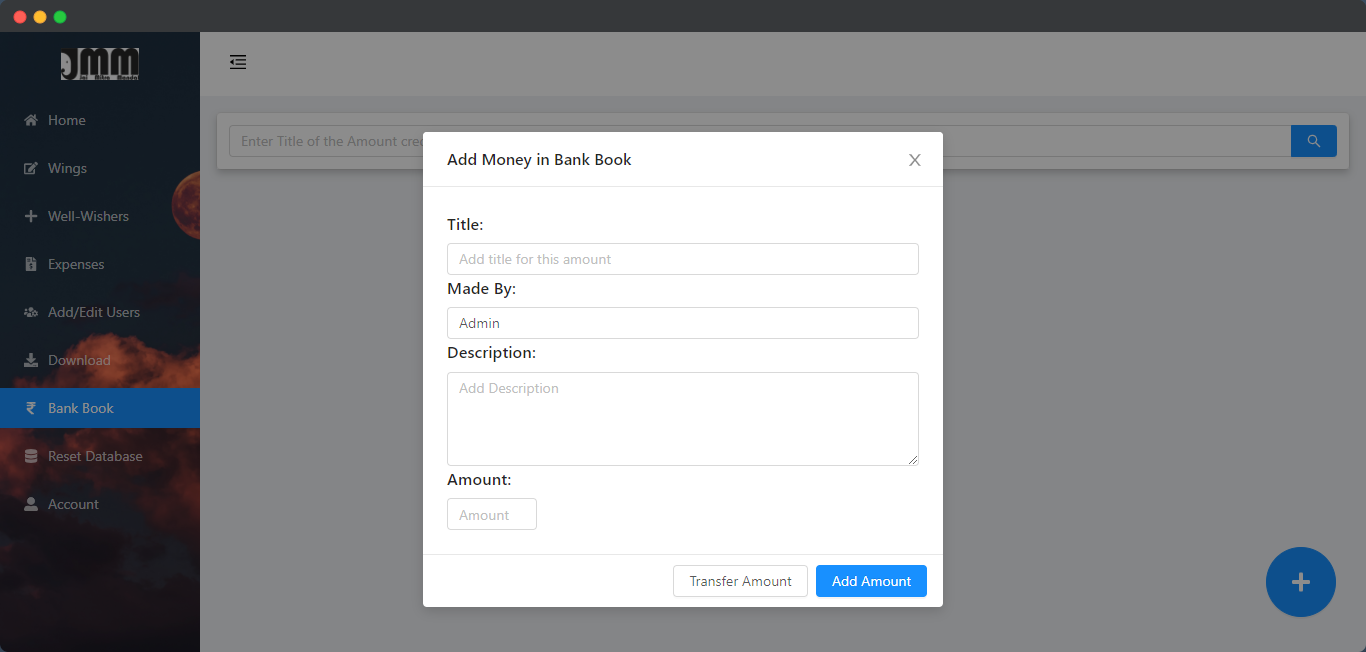 JMM
Home
Wings
Well-Wishers
Expenses
Add/Edit Users
Download
Bank Book
Reset Database
Account
Enter Title of the Amount
Add Money in Bank Book
Title:
Add title for this amount
Made By:
Admin
Description:
Add Description
Amount:
Amount
Transfer Amount
Add Amount